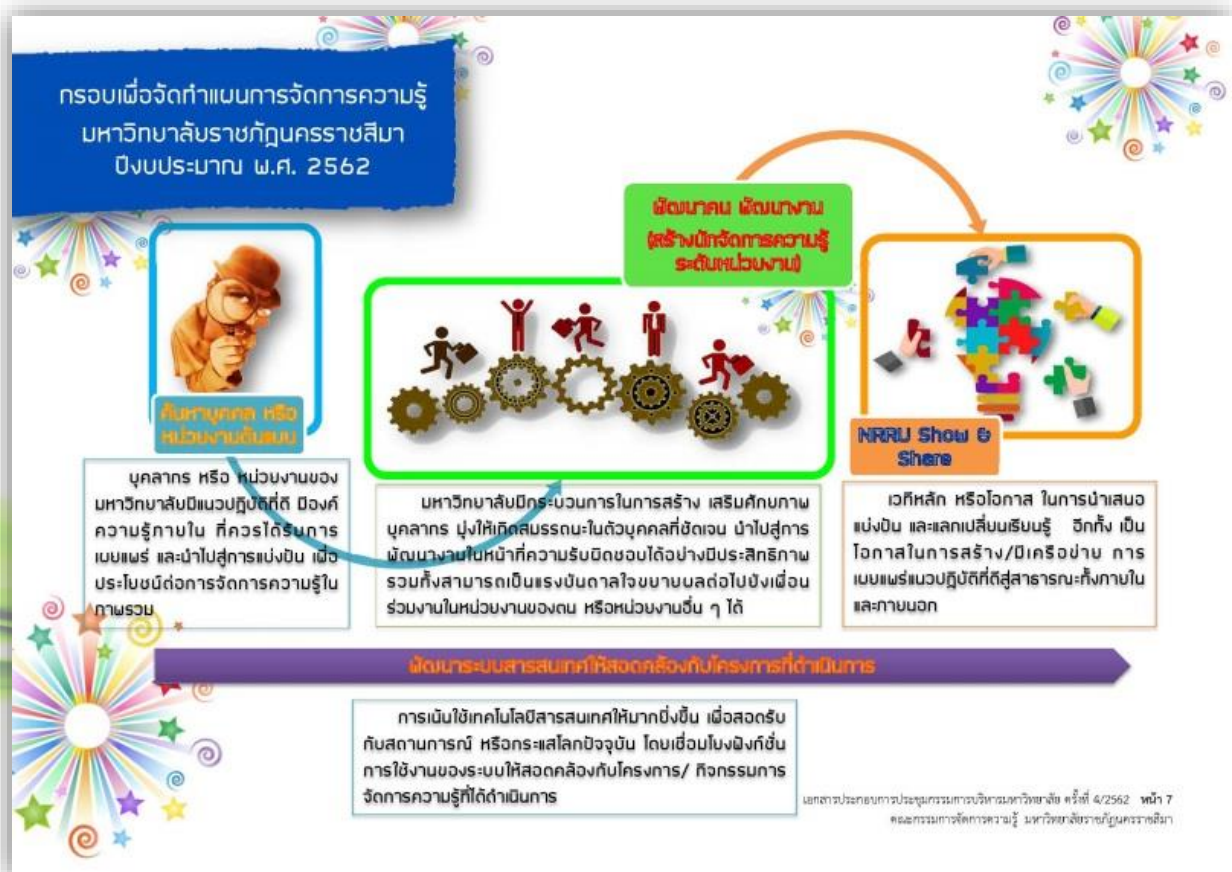 กรอบเพื่อจัดทำแผนการจัดการความรู้
มหาวิทยาลัยราชภัฏนครราชสีมา
ปีงบประมาณ พ.ศ. 2562
ค้นหาบุคคล หรือ
หน่วยงานต้นแบบ
บุคลากร หรือ หน่วยงานของ
มหาวิทยาลัยมีแนวปฏิบัติที่ดี มีองค์
ความรู้ภายใน ที่ควรได้รับการ
เผยแพร่ และนำไปสู่การแบ่งปัน เพื่อ
ประโยชน์ต่อการจัดการความรู้ใน
ภาพรวม
พัฒนาคน พัฒนางาน
(สร้างนักจัดการความรู้
ระดับหน่วยงาน)
มหาวิทยาลัยมีกระบวนการในการสร้าง เสริมศักยภาพ
บุคลากร มุ่งให้เกิดสมรรถนะในตัวบุคคลที่ชัดเจน นำไปสู่การ
พัฒนางานในหน้าที่ความรับผิดชอบได้อย่างมีประสิทธิภาพ
รวมทั้งสามารถเป็นแรงบันดาลใจขยายผลต่อไปยังเพื่อน
ร่วมงานในหน่วยงานของตน หรือหน่วยงานอื่น ๆ ได้
NRRU Show &
Share
เวทีหลัก หรือโอกาส ในการนำเสนอ
แบ่งปัน และแลกเปลี่ยนเรียนรู้ อีกทั้ง เป็น
โอกาสในการสร้าง/มีเครือข่าย การ
เผยแพร่แนวปฏิบัติที่ดีสู่สาธารณะทั้งภายใน
และภายนอก
พัฒนาระบบสารสนเทศให้สอดคล้องกับโครงการที่ดำเนินการ
การเน้นใช้เทคโนโลยีสารสนเทศให้มากยิ่งขึ้น เพื่อสอดรับ
กับสถานการณ์ หรือกระแสโลกปัจจุบัน โดยเชื่อมโยงฟังก์ชั่น
การใช้งานของระบบให้สอดคล้องกับโครงการ/ กิจกรรมการ
จัดการความรู้ที่ได้ดำเนินการ
เอกสารประกอบการประชุมกรรมการบริหารมหาวิทยาลัย ครั้งที่ 4/2562 หน้า 7
คณะกรรมการจัดการความรู้ มหาวิทยาลัยราชภัฏนครราชสีมา